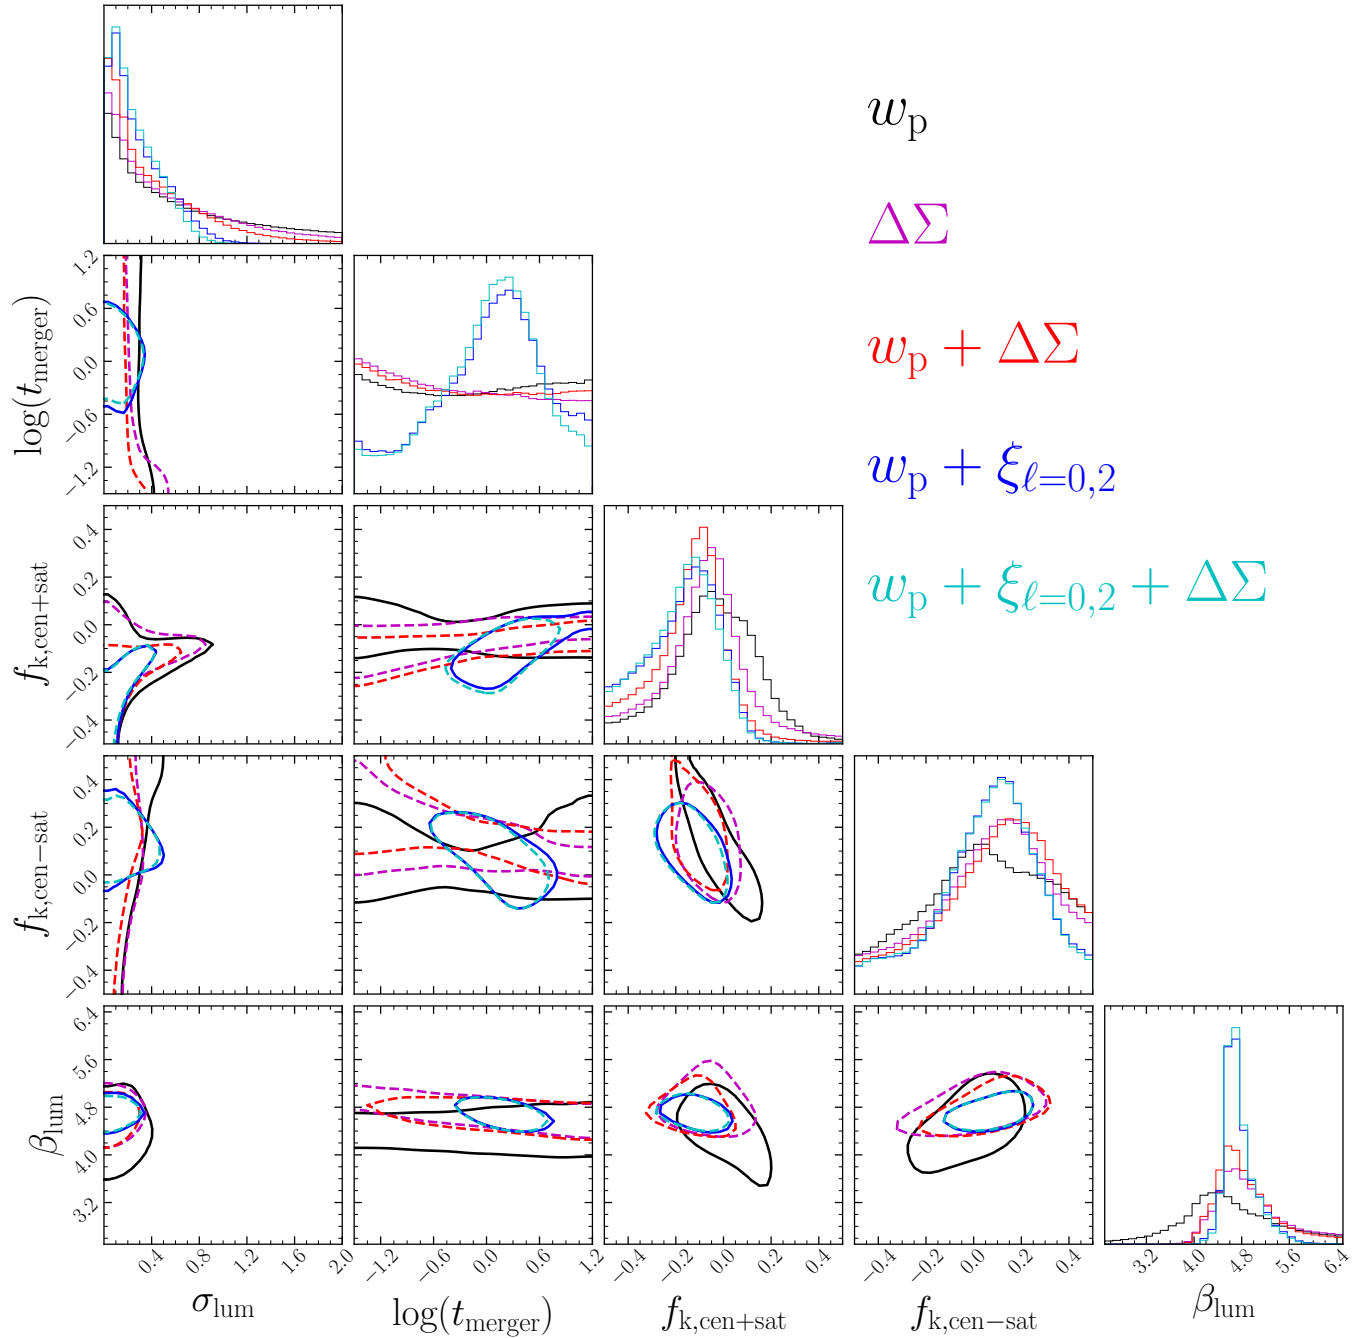 w_p
ΔΣ
w_p + ΔΣ
w_p + ξ_{ℓ=0,2}
w_p + ξ_{ℓ=0,2} + ΔΣ
log(t_merger)
1.2
0.6
0.0
−0.6
−1.2
f_{k,cen+sat}
0.4
0.2
0.0
−0.2
−0.4
f_{k,cen−sat}
0.4
0.2
0.0
−0.2
−0.4
β_lum
6.4
5.6
4.8
4.0
3.2
0.4 0.8 1.2 1.6 2.0
−1.2 −0.6 0.0 0.6 1.2
−0.4 −0.2 0.0 0.2 0.4
−0.4 −0.2 0.0 0.2 0.4
3.2 4.0 4.8 5.6 6.4
σ_lum
log(t_merger)
f_{k,cen+sat}
f_{k,cen−sat}
β_lum